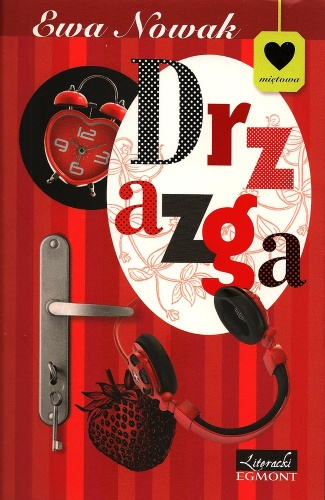 Ewa Nowak
miętowa
Drz
azga
Literacki
EGMONT